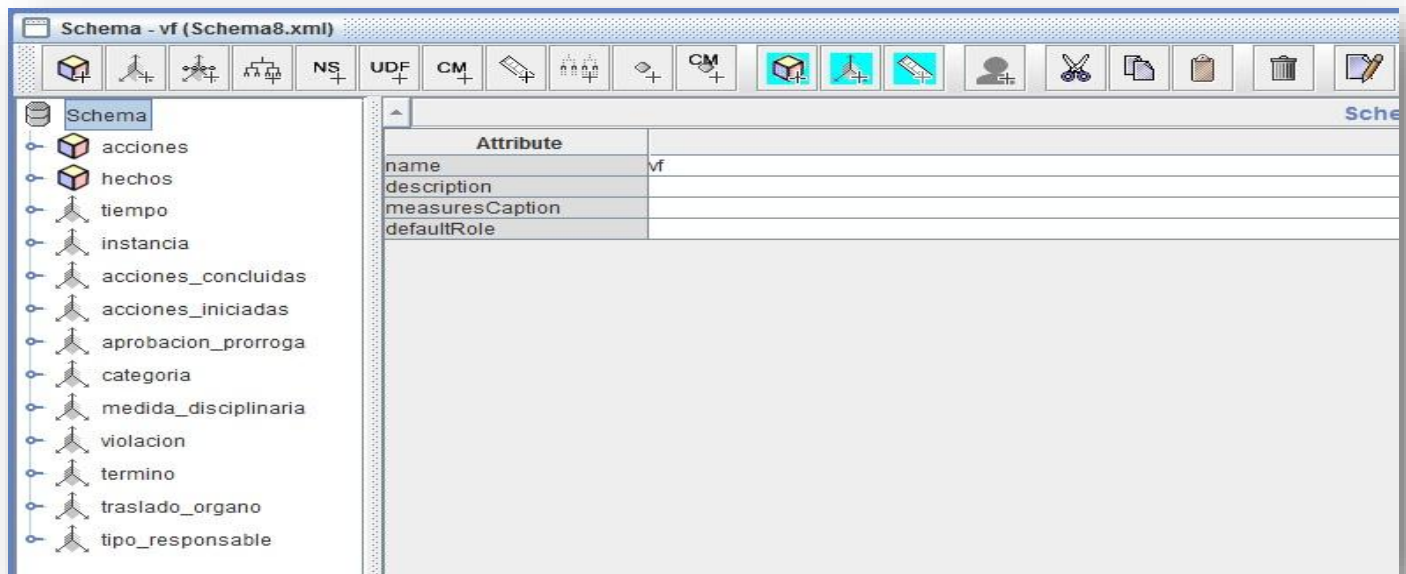 Schema - vf (Schema8.xml)
NS UDF CM CM
Schema
acciones
hechos
tiempo
instancia
acciones_concluidas
acciones_iniciadas
aprobacion_prorroga
categoria
medida_disciplinaria
violacion
termino
traslado_organo
tipo_responsable
Sche
Attribute
name vf
description
measuresCaption
defaultRole